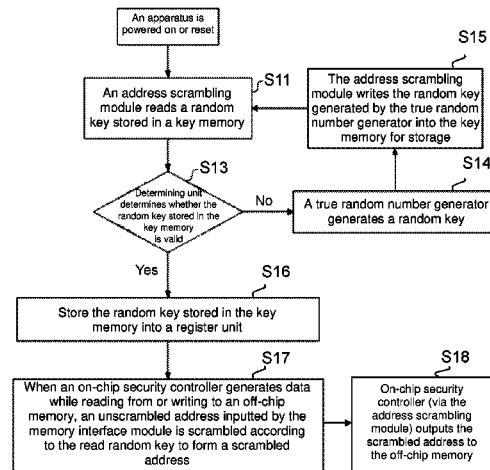 An apparatus is
powered on or reset
S11
An address scrambling
module reads a random
key stored in a key memory
S13
Determining unit
determines whether the
random key stored in the
key memory
is valid
No
Yes
S14
A true random number generator
generates a random key
S15
The address scrambling
module writes the random key
generated by the true random
number generator into the key
memory for storage
S16
Store the random key stored in the key
memory into a register unit
S17
When an on-chip security controller generates data
while reading from or writing to an off-chip
memory, an unscrambled address inputted by the
memory interface module is scrambled according
to the read random key to form a scrambled
address
S18
On-chip security
controller (via the
address scrambling
module) outputs the
scrambled address to
the off-chip memory